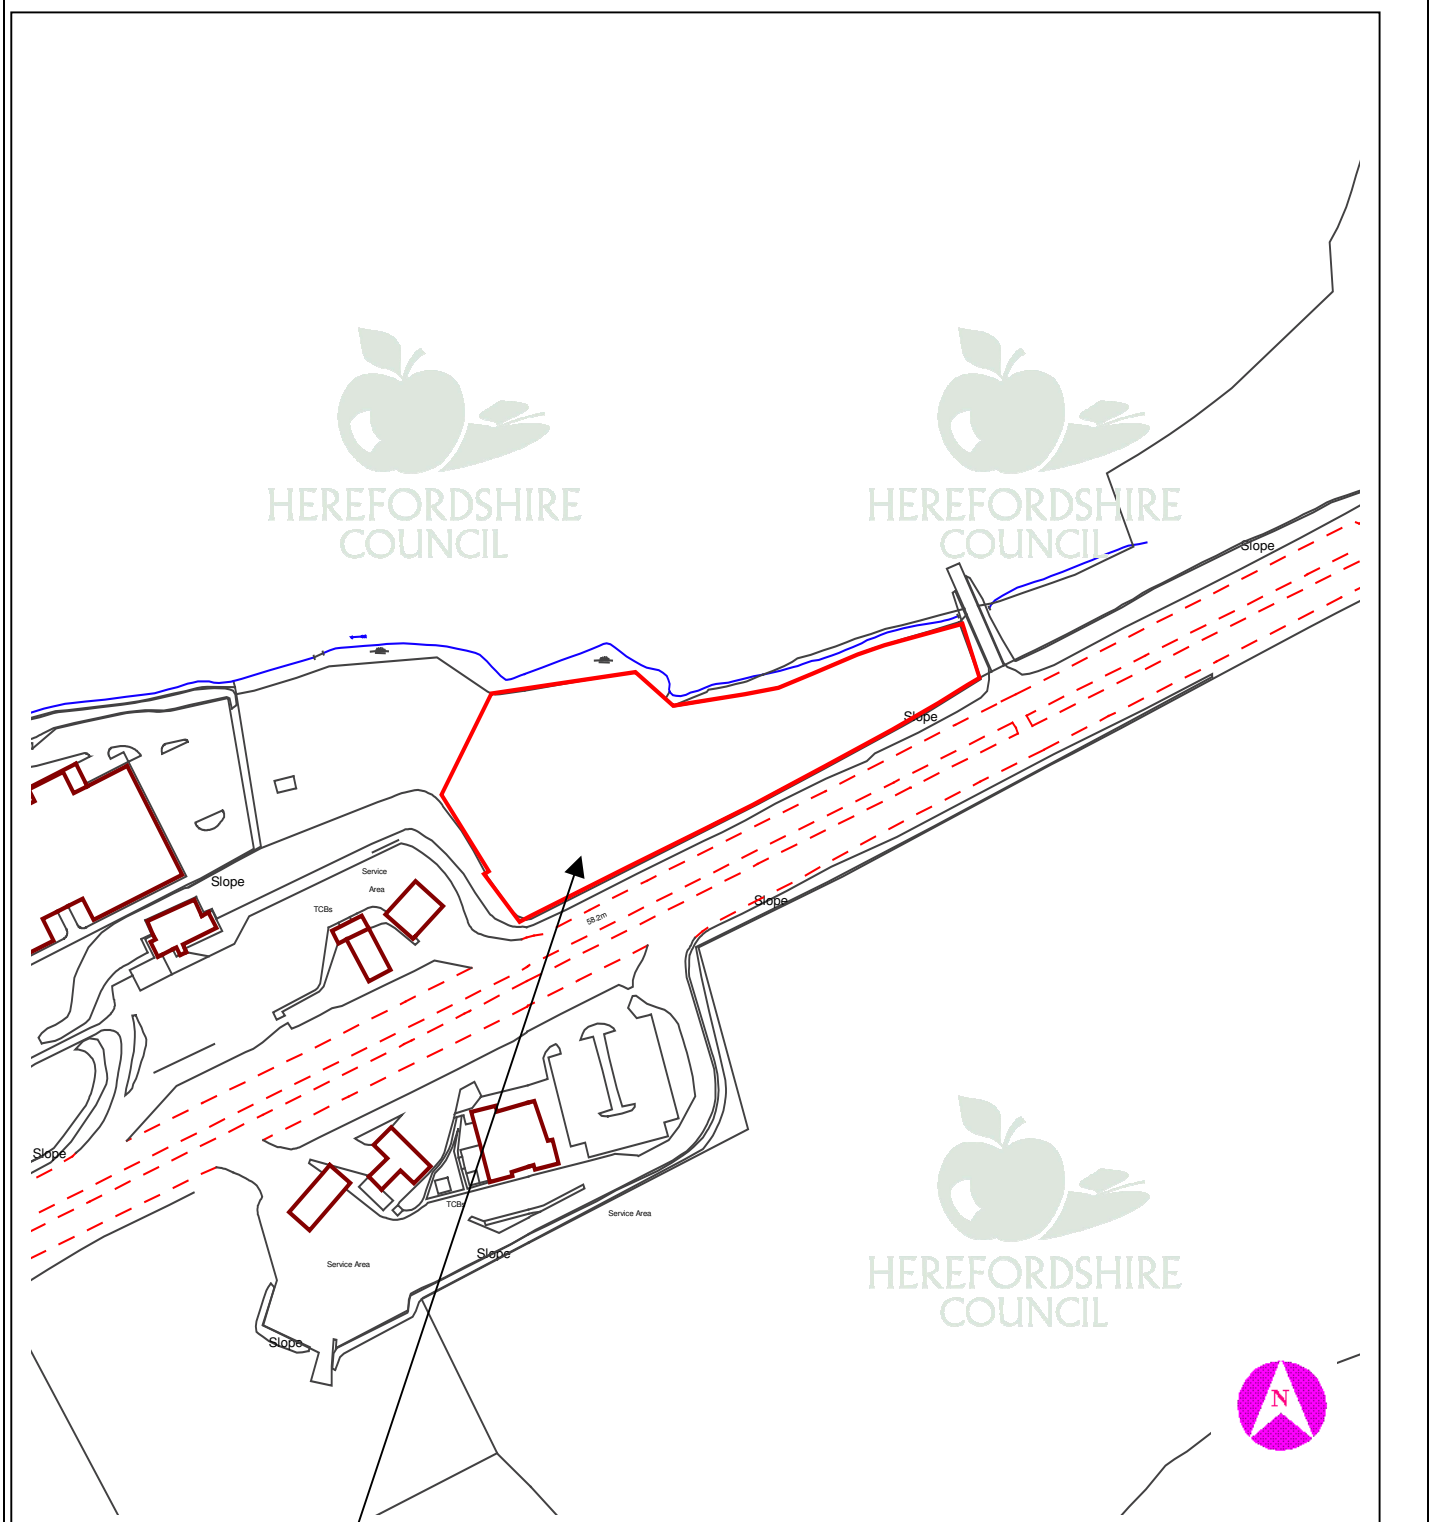 HEREFORDSHIRE
COUNCIL
HEREFORDSHIRE
COUNCIL
Slope
Slope
Service
Area
Slope
TCBs
Slope
58.2m
Slope
TCBs
Service Area
Slope
Service Area
HEREFORDSHIRE
COUNCIL
Slope
N